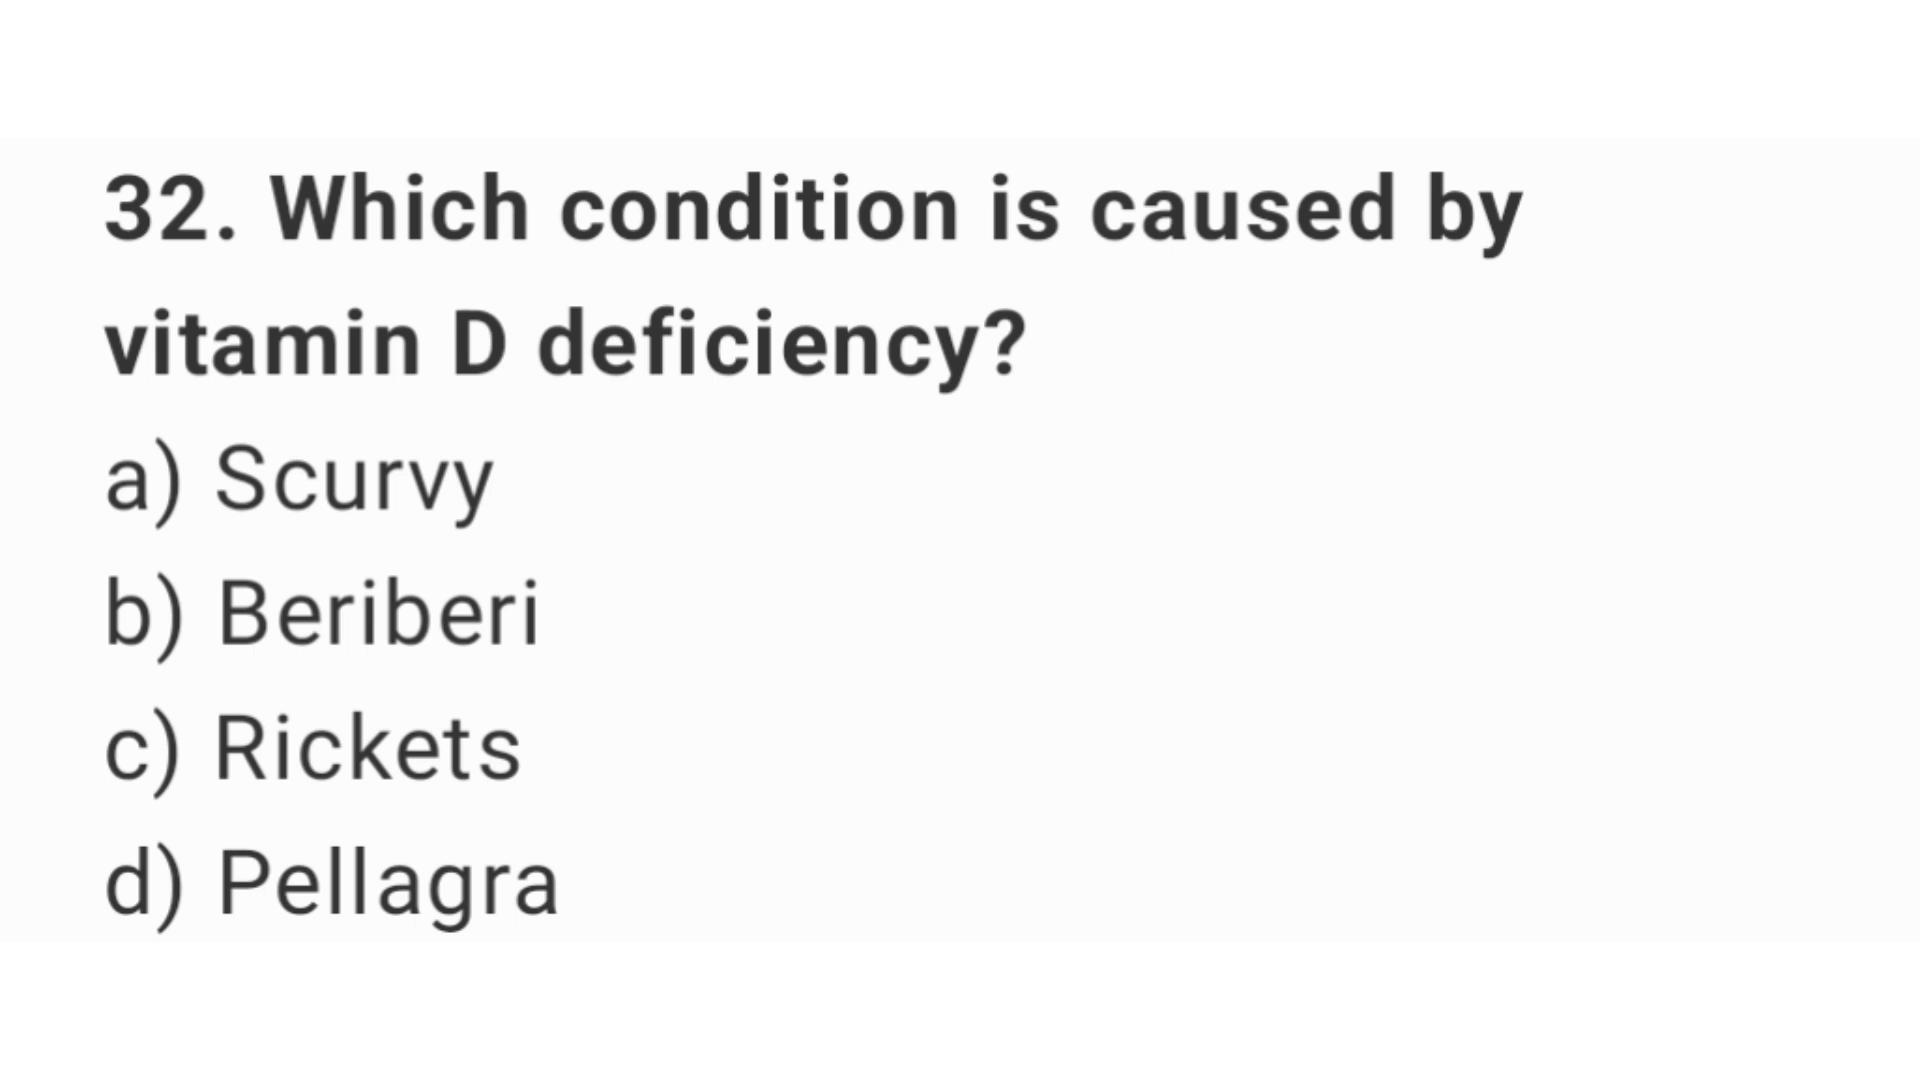 32. Which condition is caused by
vitamin D deficiency?
a) Scurvy
b) Beriberi
c) Rickets
d) Pellagra